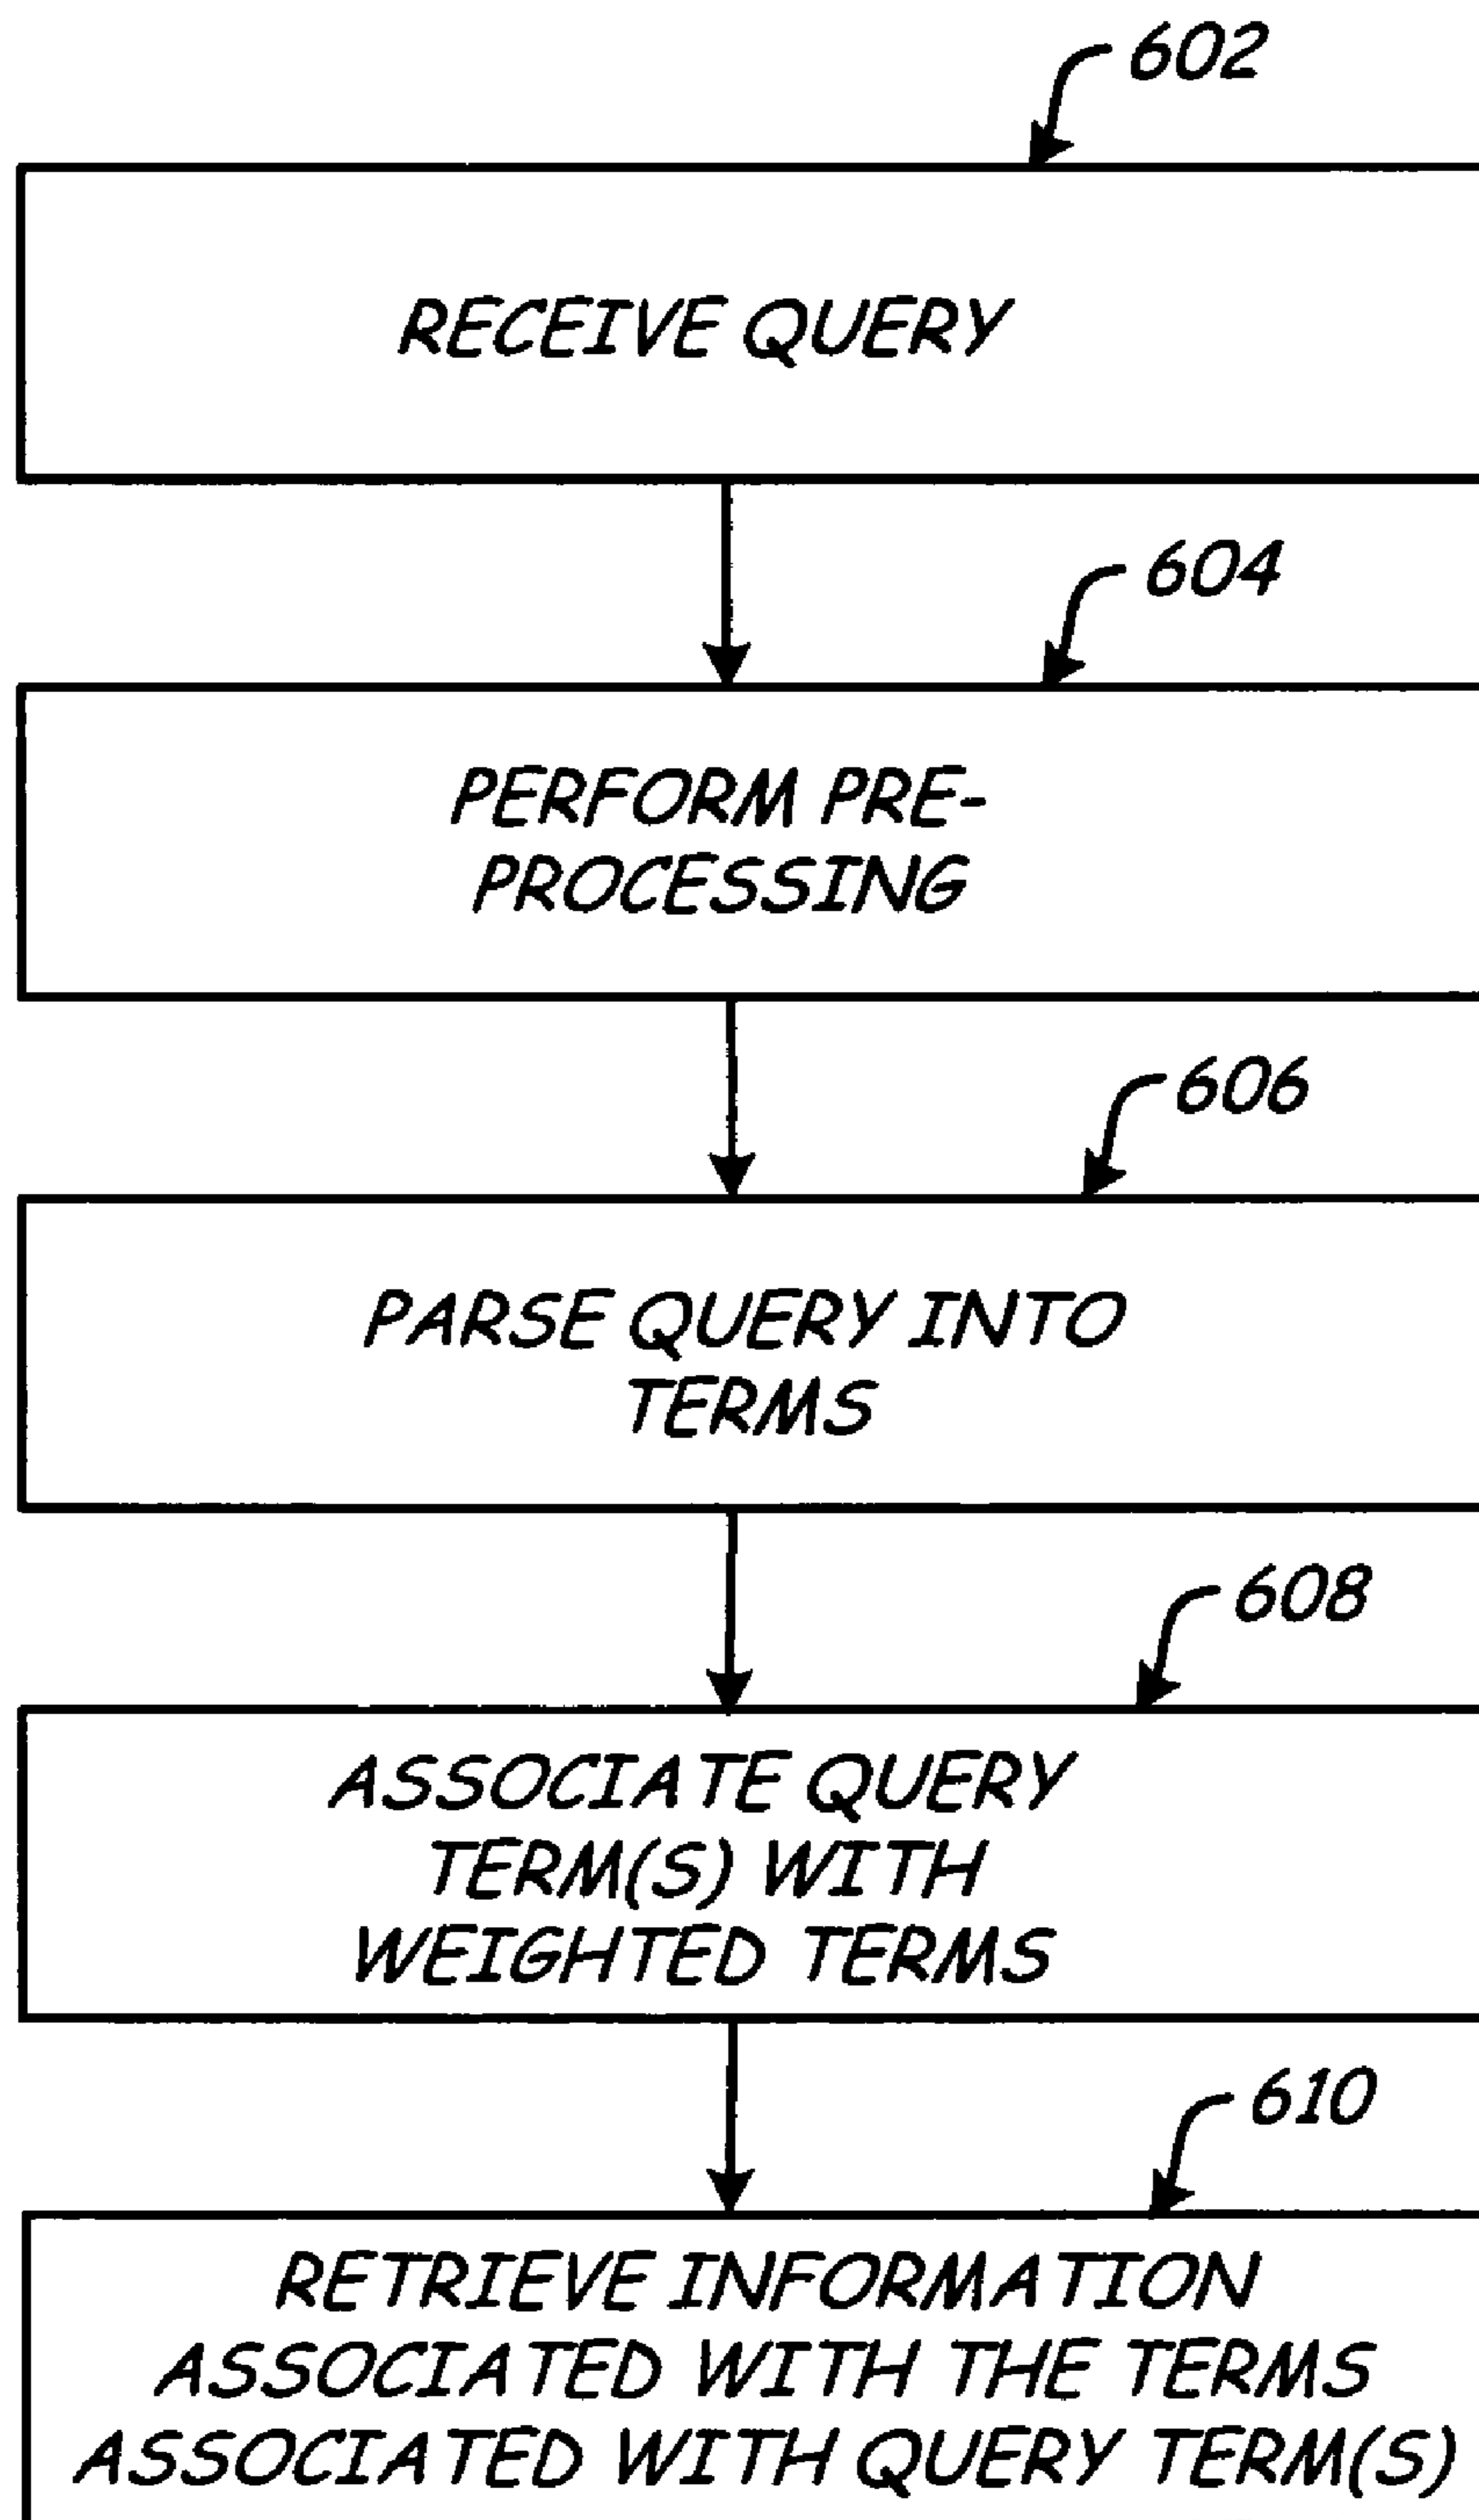 602
RECEIVE QUERY
604
PERFORM PRE-
PROCESSING
606
PARSE QUERY INTO
TERMS
608
ASSOCIATE QUERY
TERM(S) WITH
WEIGHTED TERMS
610
RETRIEVE INFORMATION
ASSOCIATED WITH THE TERMS
ASSOCIATED WITH QUERY TERM(S)